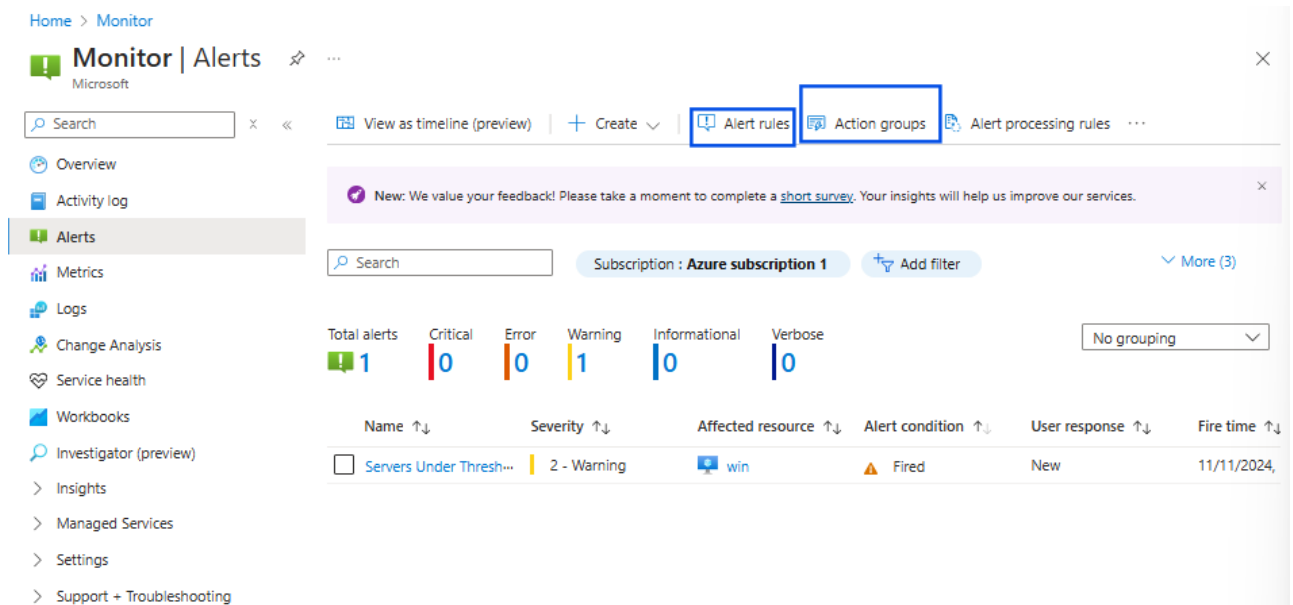 Home > Monitor
Monitor | Alerts ...
Microsoft
Search
Overview
Activity log
Alerts
Metrics
Logs
Change Analysis
Service health
Workbooks
Investigator (preview)
Insights
Managed Services
Settings
Support + Troubleshooting
View as timeline (preview) Create Alert rules Action groups Alert processing rules ...
New: We value your feedback! Please take a moment to complete a short survey. Your insights will help us improve our services.
Search Subscription : Azure subscription 1 Add filter More (3)
Total alerts Critical Error Warning Informational Verbose
1 0 0 1 0 0
No grouping
Name Severity Affected resource Alert condition User response Fire time
Servers Under Thresh... 2 - Warning win Fired New 11/11/2024,